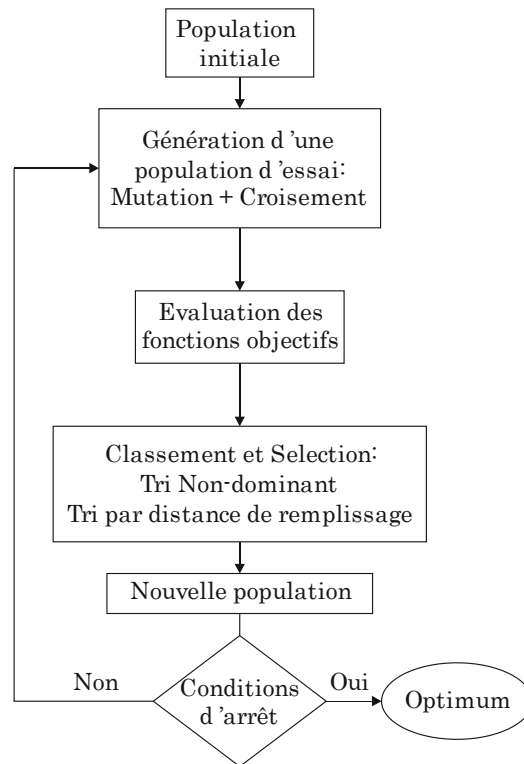 Population
initiale
Génération d ’une
population d ’essai:
Mutation + Croisement
Evaluation des
fonctions objectifs
Classement et Selection:
Tri Non-dominant
Tri par distance de remplissage
Nouvelle population
Non
Conditions
d ’arrêt
Oui
Optimum